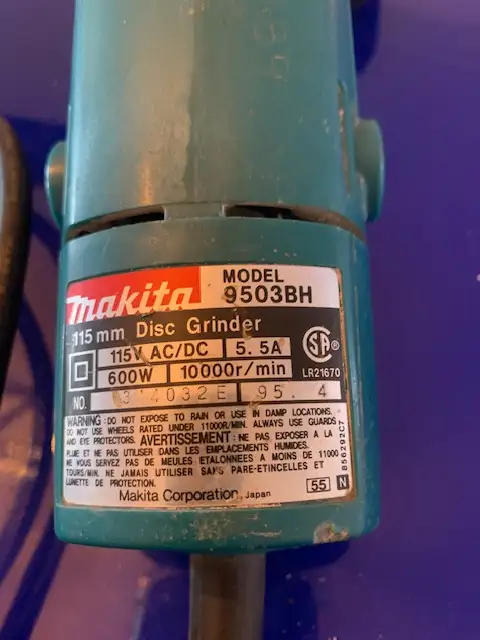 makita
MODEL
9503BH
115 mm Disc Grinder
115V AC/DC 5.5A
600W 10000r/min
SA ®
LR21670
NO. 4032E 95. 4
WARNING: DO NOT EXPOSE TO RAIN OR USE IN DAMP LOCATIONS.
DO NOT USE WHEELS RATED UNDER 11000R/MIN. ALWAYS USE GUARDS
AND EYE PROTECTORS. AVERTISSEMENT: NE PAS EXPOSER A LA
PLUIE ET NE PAS UTILISER DANS LES EMPLACEMENTS HUMIDES.
NE VOUS SERVEZ PAS DE MEULES IETALONNEES A MOINS DE 11000
TOURS/MIN. NE JAMAIS UTILISER SANS PARE-ETINCELLES ET
LUNETTE DE PROTECTION.
856292C7
55 N
Makita Corporation, Japan